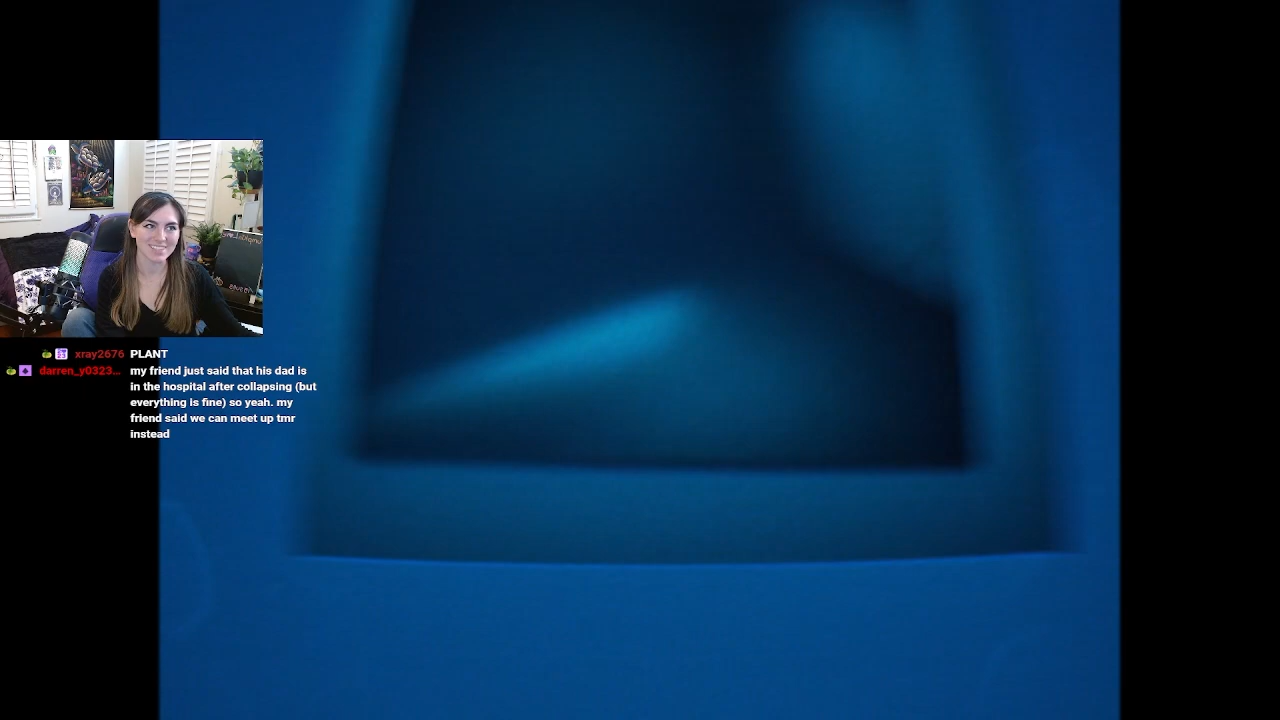 xray2676 PLANT
darren_y0323... my friend just said that his dad is
in the hospital after collapsing (but
everything is fine) so yeah. my
friend said we can meet up tmr
instead